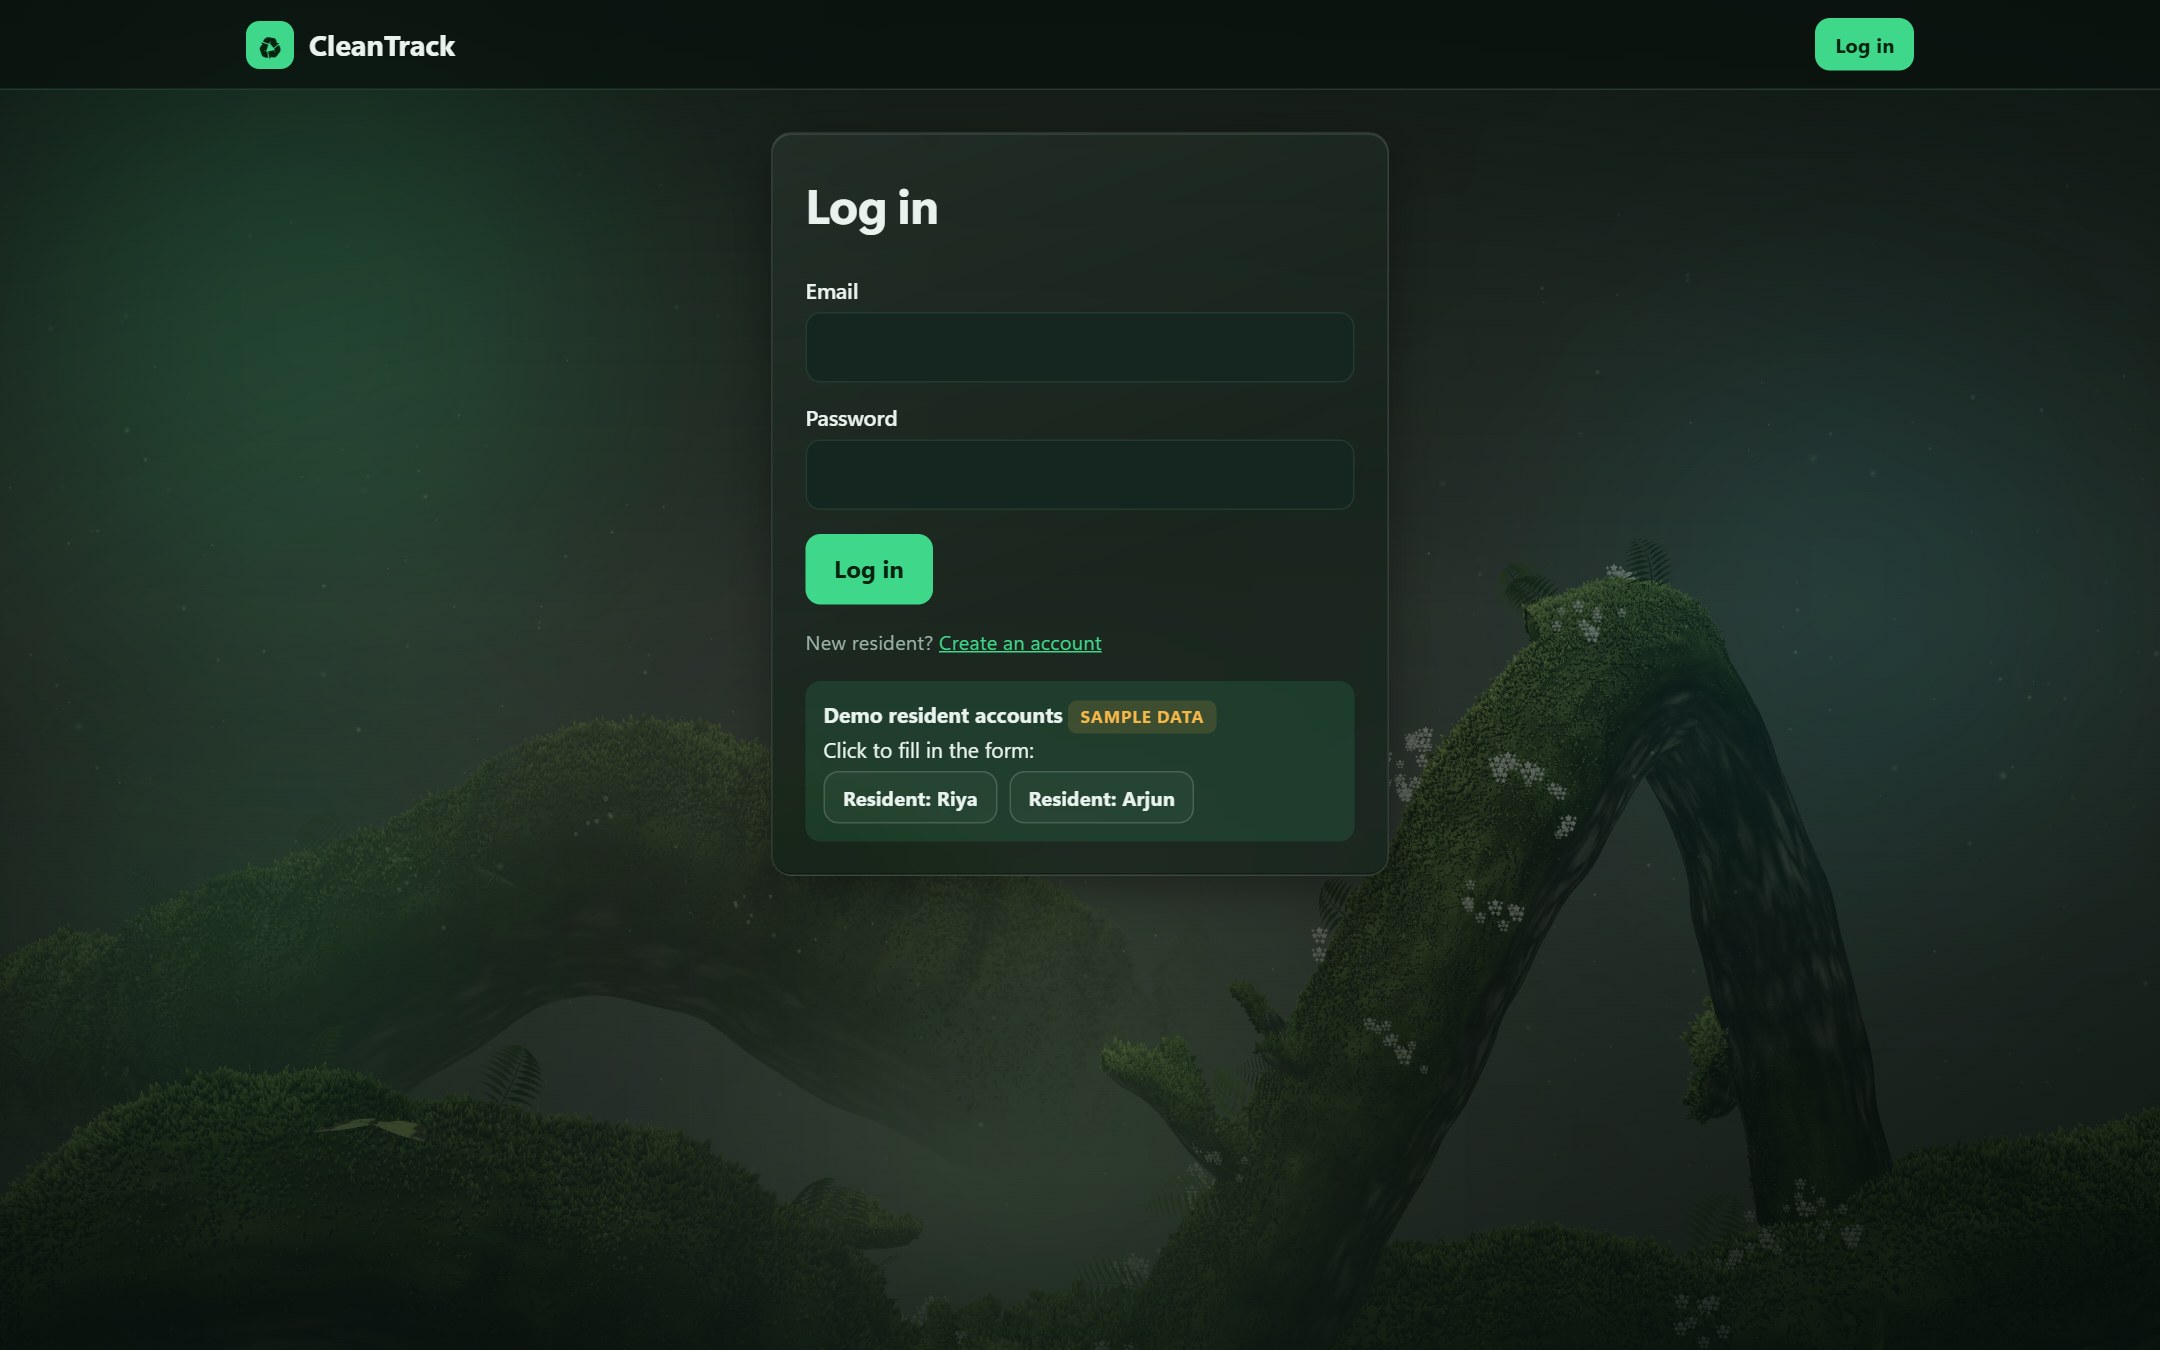 CleanTrack
Log in
Log in
Email
Password
Log in
New resident? Create an account
Demo resident accounts SAMPLE DATA
Click to fill in the form:
Resident: Riya
Resident: Arjun